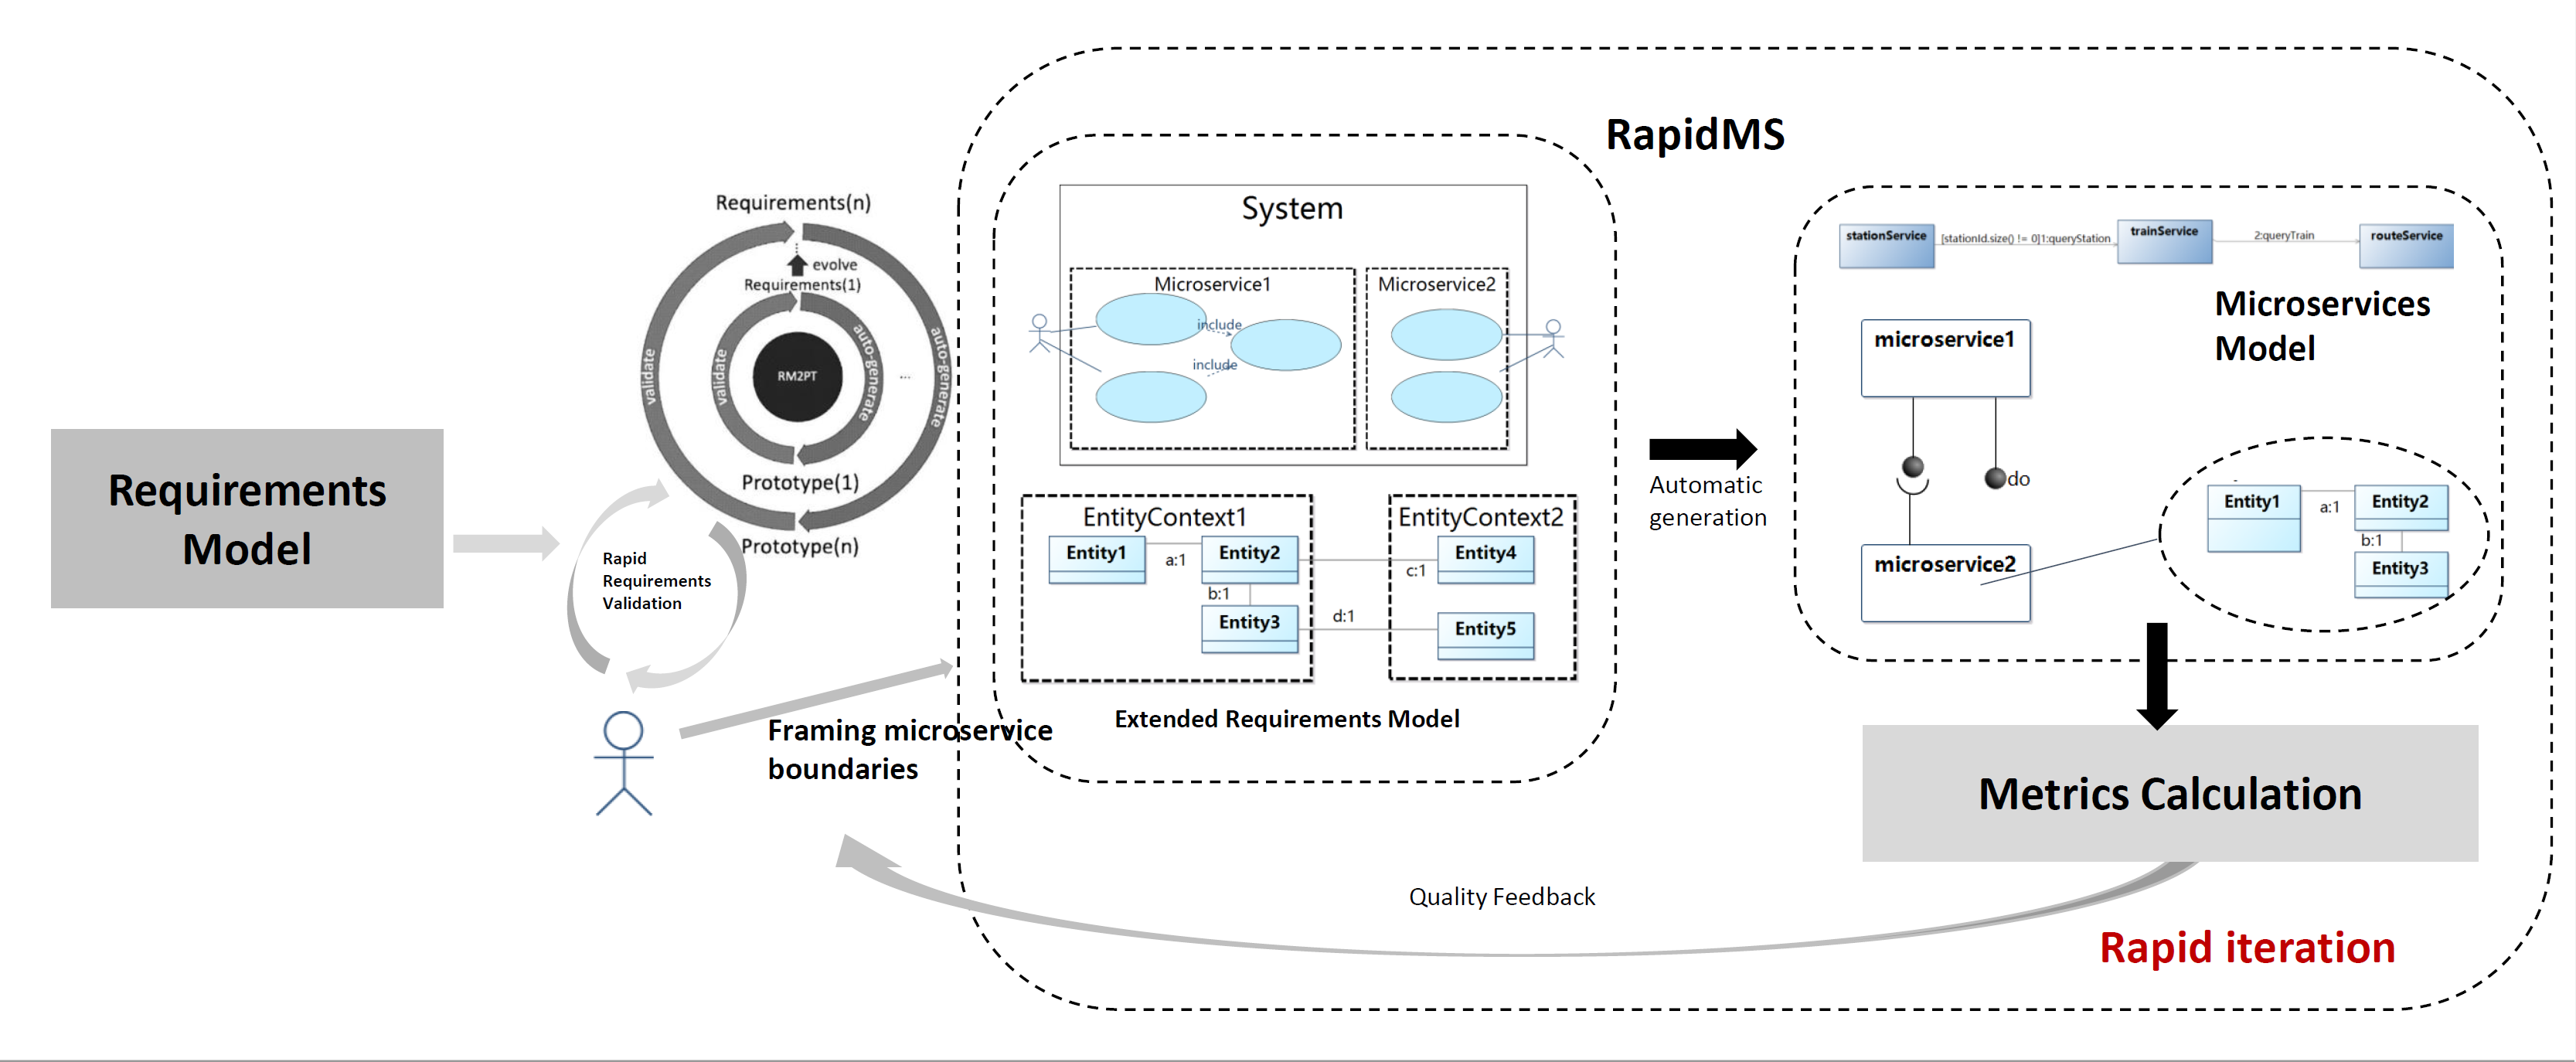 Requirements
Model
Requirements(n)
evolve
Requirements(1)
validate
validate
RM2PT
auto-generate
...
auto-generate
Prototype(1)
Prototype(n)
Rapid
Requirements
Validation
Framing microservice
boundaries
RapidMS
System
Microservice1
include
include
Microservice2
EntityContext1
Entity1
a:1
Entity2
b:1
Entity3
EntityContext2
c:1
Entity4
d:1
Entity5
Extended Requirements Model
Automatic
generation
stationService
[stationId.size() != 0]1:queryStation
trainService
2:queryTrain
routeService
Microservices
Model
microservice1
do
microservice2
Entity1
a:1
Entity2
b:1
Entity3
Metrics Calculation
Quality Feedback
Rapid iteration